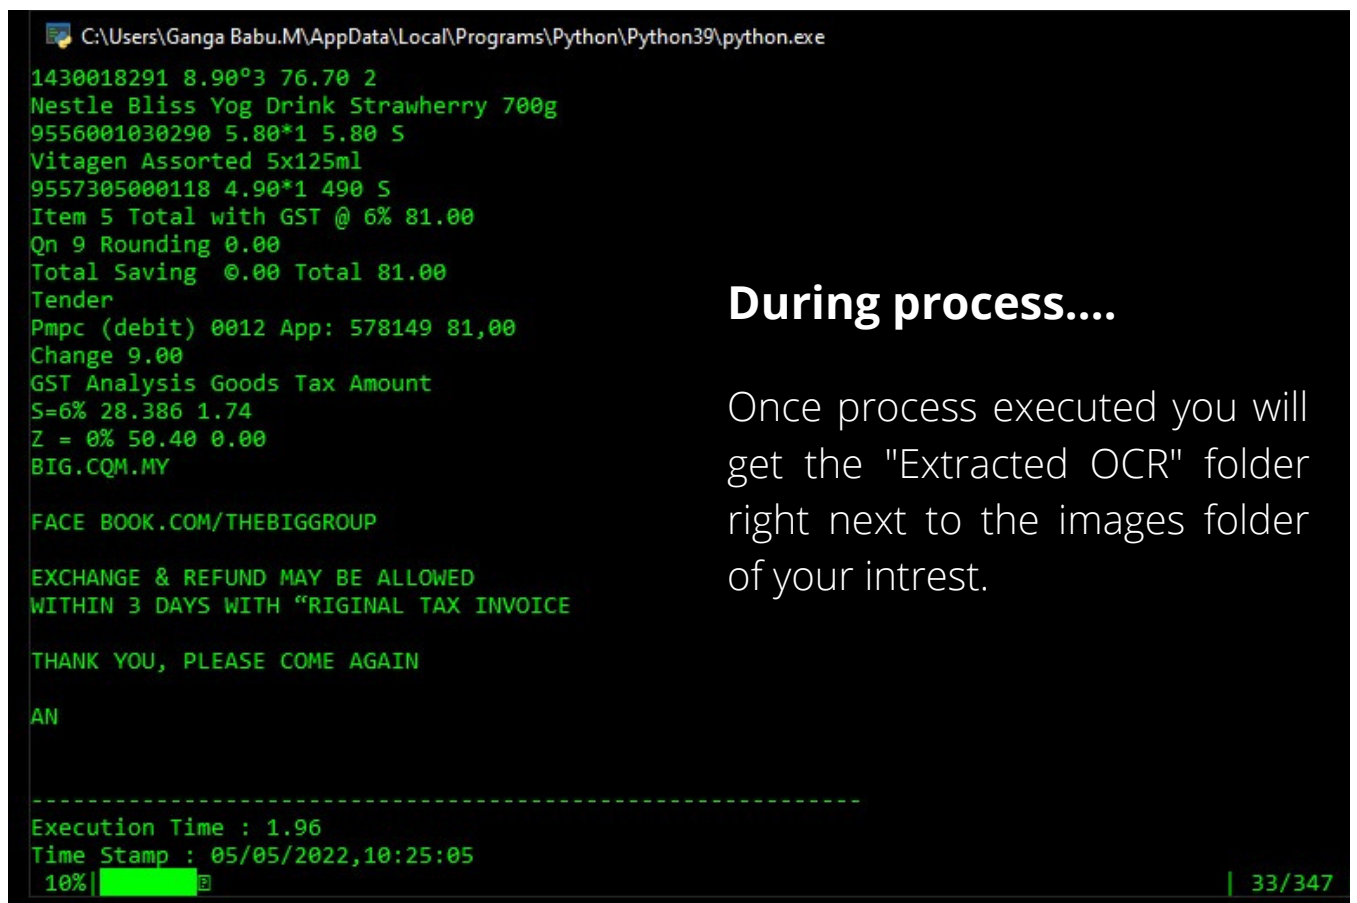 C:\Users\Ganga Babu.M\AppData\Local\Programs\Python\Python39\python.exe
1430018291 8.90º3 76.70 2
Nestle Bliss Yog Drink Strawherry 700g
9556001030290 5.80*1 5.80 S
Vitagen Assorted 5x125ml
9557305000118 4.90*1 490 S
Item 5 Total with GST @ 6% 81.00
Qn 9 Rounding 0.00
Total Saving  ©.00 Total 81.00
Tender
Pmpc (debit) 0012 App: 578149 81,00
Change 9.00
GST Analysis Goods Tax Amount
S=6% 28.386 1.74
Z = 0% 50.40 0.00
BIG.CQM.MY
FACE BOOK.COM/THEBIGGROUP
EXCHANGE & REFUND MAY BE ALLOWED
WITHIN 3 DAYS WITH “RIGINAL TAX INVOICE
THANK YOU, PLEASE COME AGAIN
AN
------------------------------------------------------------
Execution Time : 1.96
Time Stamp : 05/05/2022,10:25:05
10%| | 33/347
During process....
Once process executed you will
get the "Extracted OCR" folder
right next to the images folder
of your intrest.